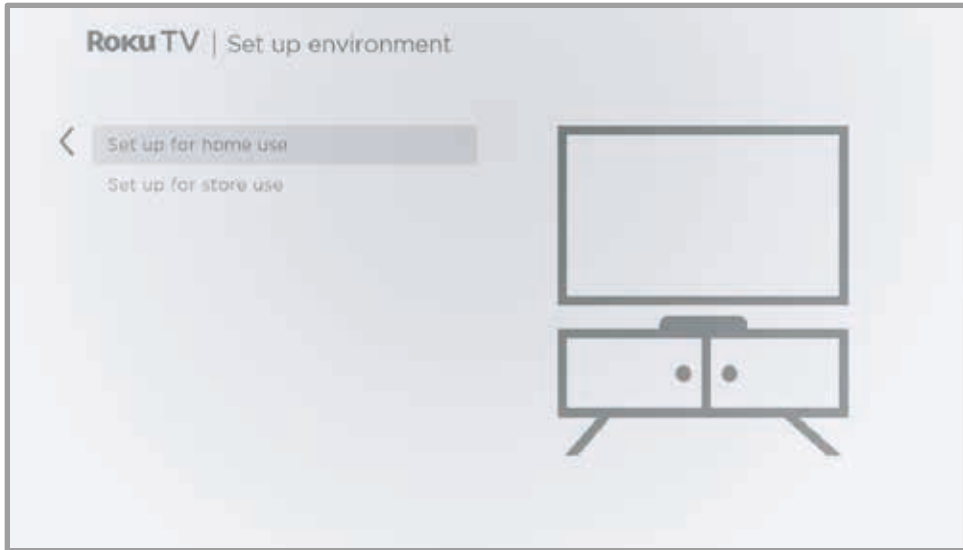 Roku TV | Set up environment
Set up for home use
Set up for store use